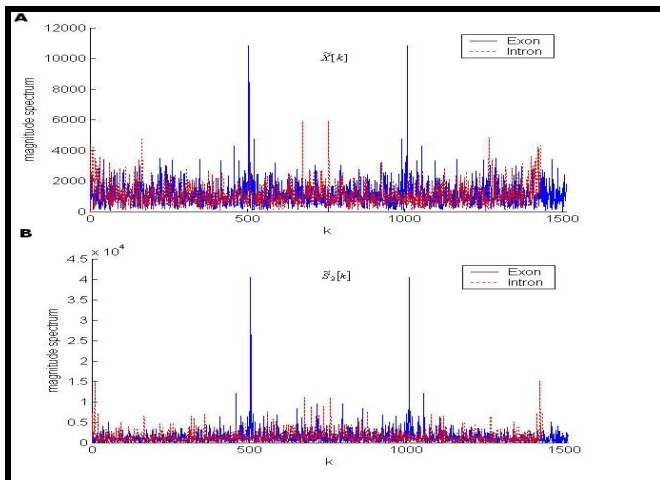 A
12000
10000
8000
6000
4000
2000
0
magnitude spectrum
X̃[k]
Exon
Intron
0
500
1000
1500
k
B
× 10⁴
4.5
4
3.5
3
2.5
2
1.5
1
0.5
0
magnitude spectrum
S̃₂[k]
Exon
Intron
0
500
1000
1500
k